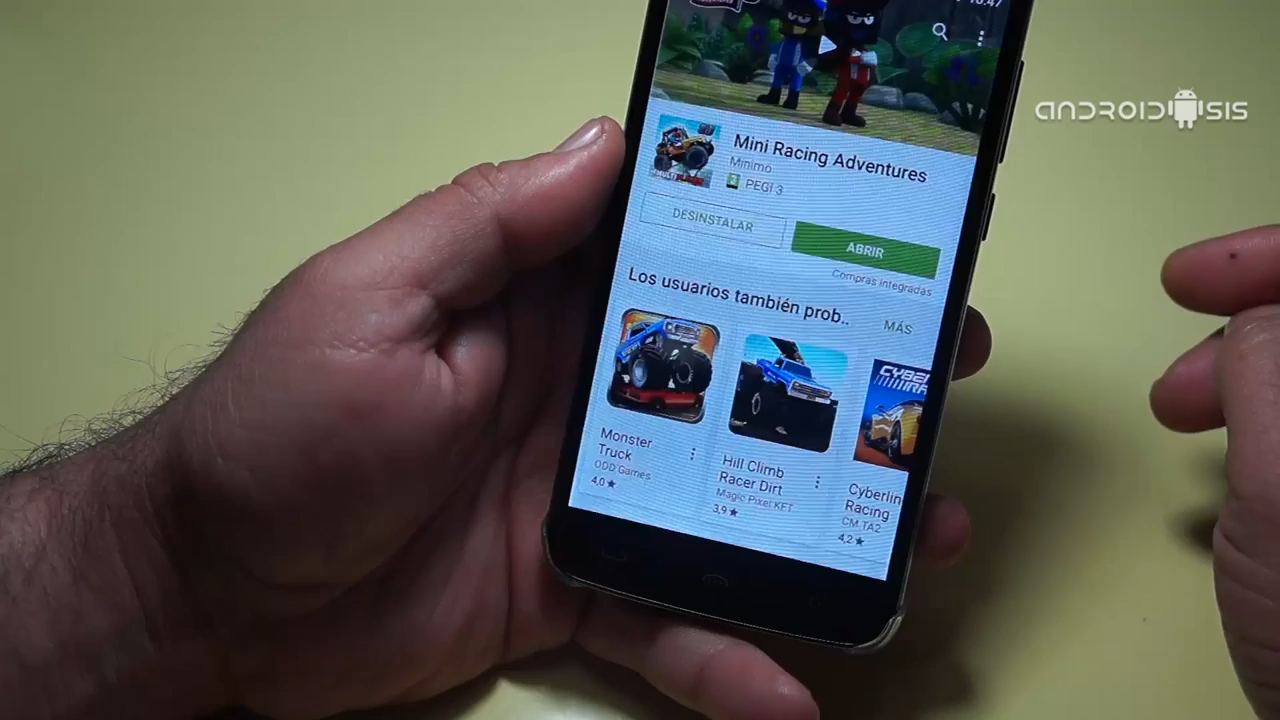 ANDROIDSIS
Mini Racing Adventures
Minimo
3 PEGI 3
DESINSTALAR
ABRIR
Compras integradas
Los usuarios también prob..
MÁS
Monster
Truck
ODD Games
4,0★
Hill Climb
Racer Dirt
Magic Pixel KFT
3,9★
Cyberlin
Racing
CM TA2
4,2★